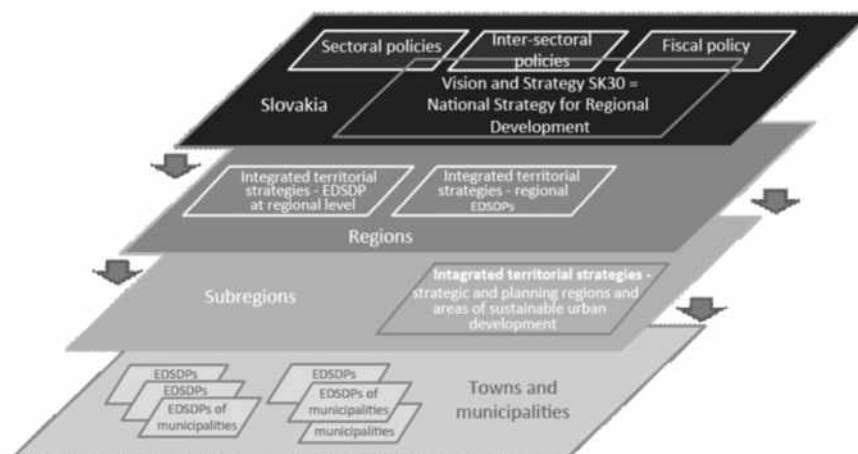 Sectoral policies
Inter-sectoral
policies
Fiscal policy
Vision and Strategy SK30 =
National Strategy for Regional
Development
Slovakia
Integrated territorial
strategies - EDSDP
at regional level
Integrated territorial
strategies - regional
EDSDPs
Regions
Intagrated territorial strategies -
strategic and planning regions and
areas of sustainable urban
development
Subregions
EDSDPs
EDSDPs
EDSDPs of
municipalities
EDSDPs
EDSDPs of
municipalities
municipalities
Towns and
municipalities